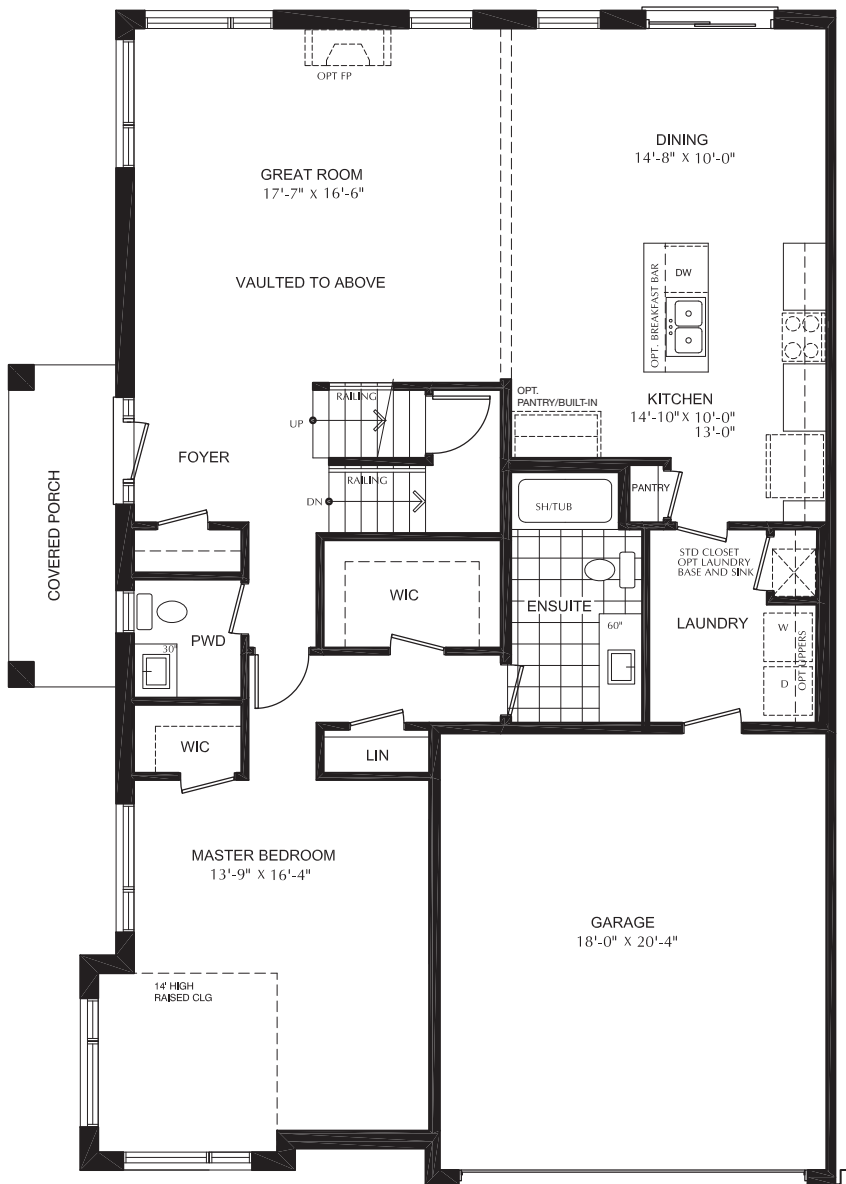 OPT FP
DINING
14'-8" X 10'-0"
GREAT ROOM
17'-7" X 16'-6"
VAULTED TO ABOVE
OPT. BREAKFAST BAR
DW
OPT.
PANTRY/BUILT-IN
KITCHEN
14'-10" X 10'-0"
13'-0"
RAILING
UP
FOYER
RAILING
DN
COVERED PORCH
SH/TUB
PANTRY
STD CLOSET
OPT LAUNDRY
BASE AND SINK
WIC
ENSUITE
60"
LAUNDRY
W
D
OPT UPPERS
PWD
30"
WIC
LIN
MASTER BEDROOM
13'-9" X 16'-4"
GARAGE
18'-0" X 20'-4"
14' HIGH
RAISED CLG